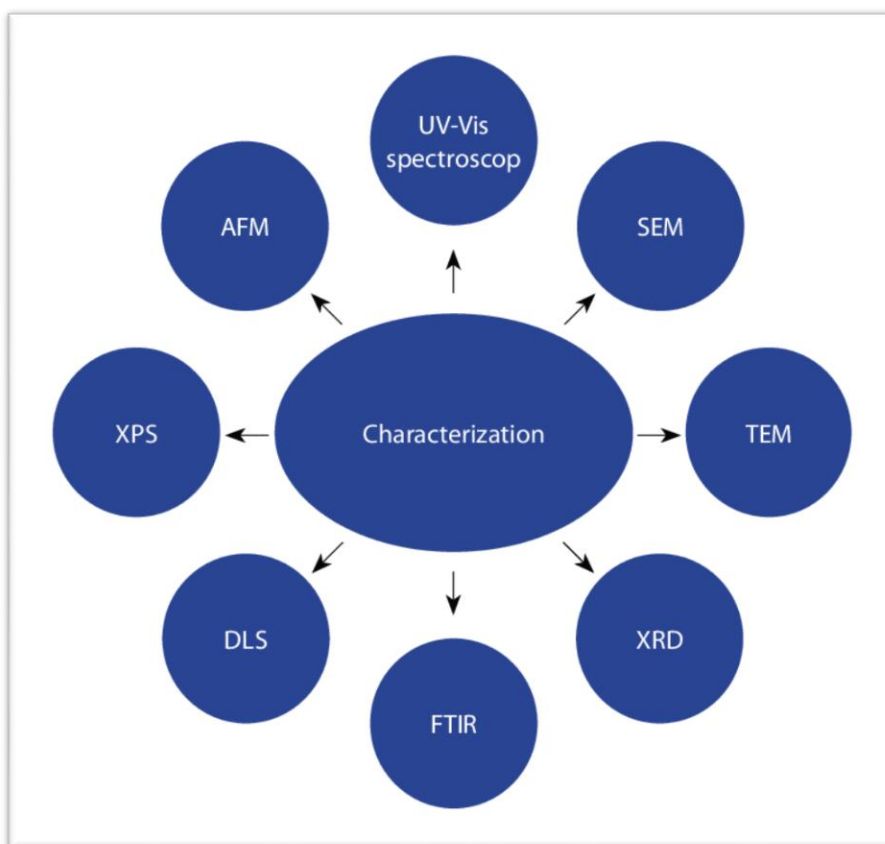 UV-Vis
spectroscop
AFM
SEM
XPS
Characterization
TEM
DLS
XRD
FTIR